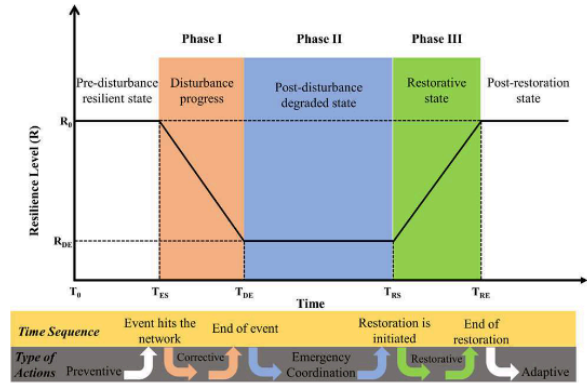 Phase I
Phase II
Phase III
Pre-disturbance
resilient state
Disturbance
progress
Post-disturbance
degraded state
Restorative
state
Post-restoration
state
Resilience Level (R)
R0
RDE
T0
TES
TDE
TRS
TRE
Time
Time Sequence
Event hits the
network
End of event
Restoration is
initiated
End of
restoration
Type of
Actions
Preventive
Corrective
Emergency
Coordination
Restorative
Adaptive